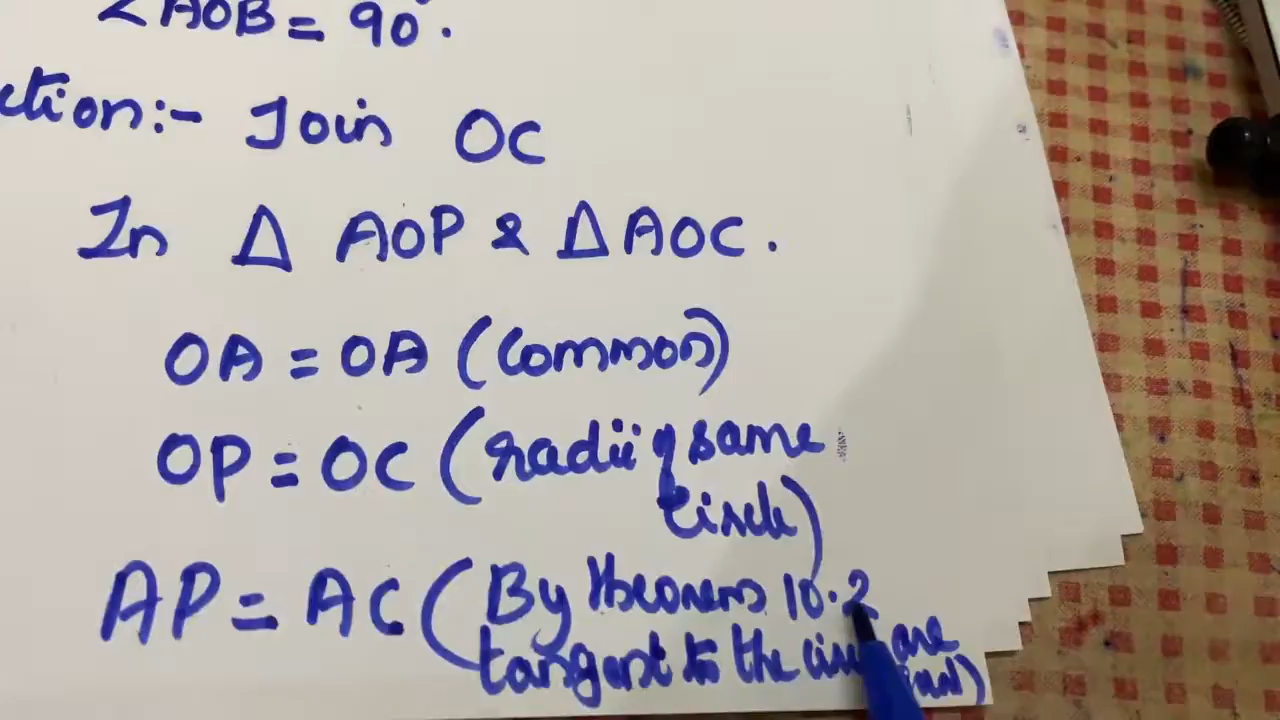 ∠AOB = 90°.
ction:- Join OC
In Δ AOP & Δ AOC.
OA = OA (Common)
OP = OC (radii of same
circle)
AP = AC (By theorem 10.2
tangent to the are